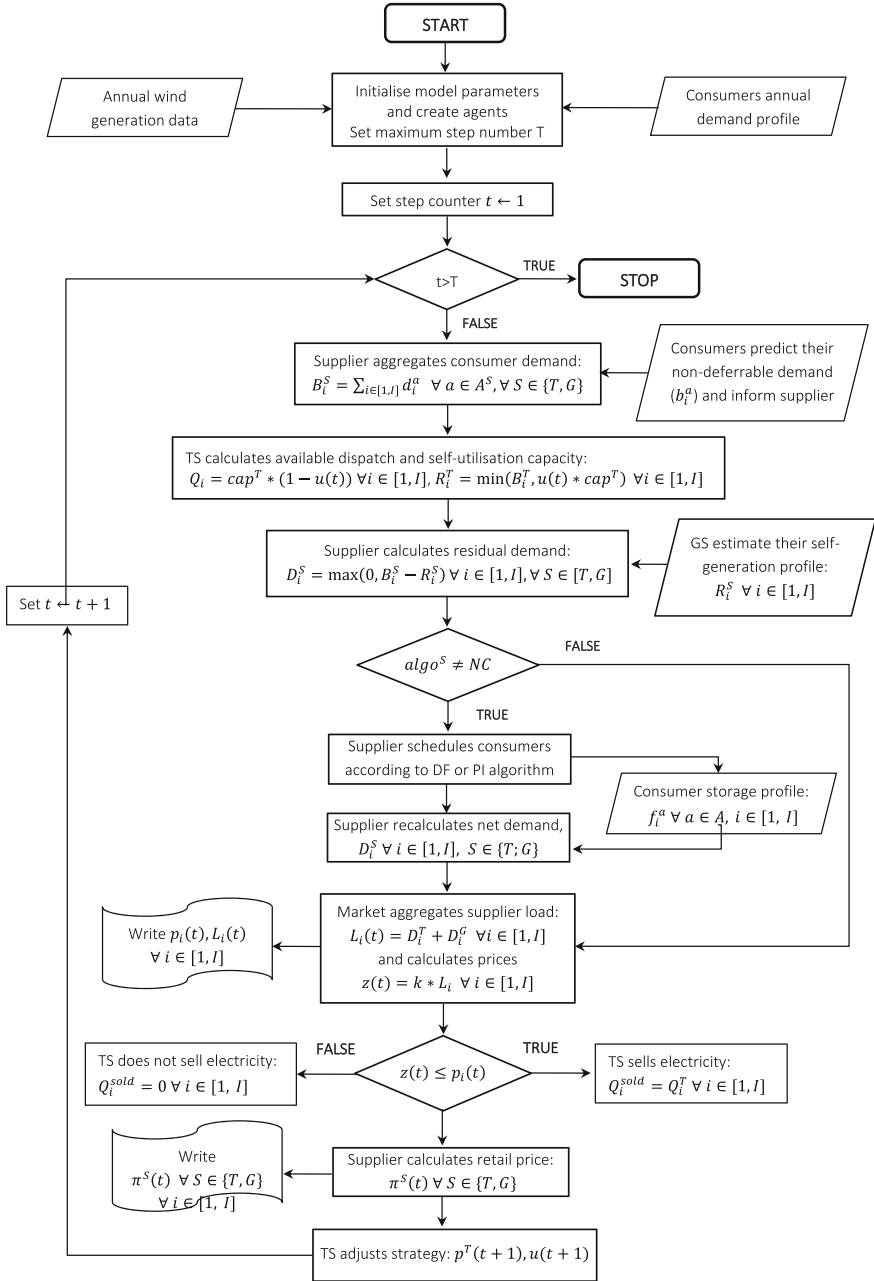 START
Annual wind
generation data
Initialise model parameters
and create agents
Set maximum step number T
Consumers annual
demand profile
Set step counter t ← 1
t>T
TRUE
STOP
FALSE
Supplier aggregates consumer demand:
B_i^S = ∑_{i∈[1,I]} d_i^a ∀ a ∈ A^S, ∀ S ∈ {T, G}
Consumers predict their
non-deferrable demand
(b_i^a) and inform supplier
TS calculates available dispatch and self-utilisation capacity:
Q_i = cap^T * (1 − u(t)) ∀i ∈ [1, I], R_i^T = min(B_i^T, u(t) * cap^T) ∀i ∈ [1, I]
Supplier calculates residual demand:
D_i^S = max(0, B_i^S − R_i^S) ∀ i ∈ [1, I], ∀ S ∈ [T, G]
GS estimate their self-
generation profile:
R_i^S ∀ i ∈ [1, I]
Set t ← t + 1
algo^S ≠ NC
FALSE
TRUE
Supplier schedules consumers
according to DF or PI algorithm
Consumer storage profile:
f_i^a ∀ a ∈ A, i ∈ [1, I]
Supplier recalculates net demand,
D_i^S ∀ i ∈ [1, I], S ∈ {T; G}
Market aggregates supplier load:
L_i(t) = D_i^T + D_i^G ∀i ∈ [1, I]
and calculates prices
z(t) = k * L_i ∀ i ∈ [1, I]
Write p_i(t), L_i(t)
∀ i ∈ [1, I]
TS does not sell electricity:
Q_i^sold = 0 ∀ i ∈ [1, I]
FALSE
z(t) ≤ p_i(t)
TRUE
TS sells electricity:
Q_i^sold = Q_i^T ∀ i ∈ [1, I]
Write
π^S(t) ∀ S ∈ {T, G}
∀ i ∈ [1, I]
Supplier calculates retail price:
π^S(t) ∀ S ∈ {T, G}
TS adjusts strategy: p^T(t + 1), u(t + 1)